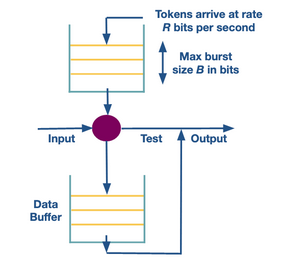 Tokens arrive at rate
R bits per second
Max burst
size B in bits
Input
Test
Output
Data
Buffer